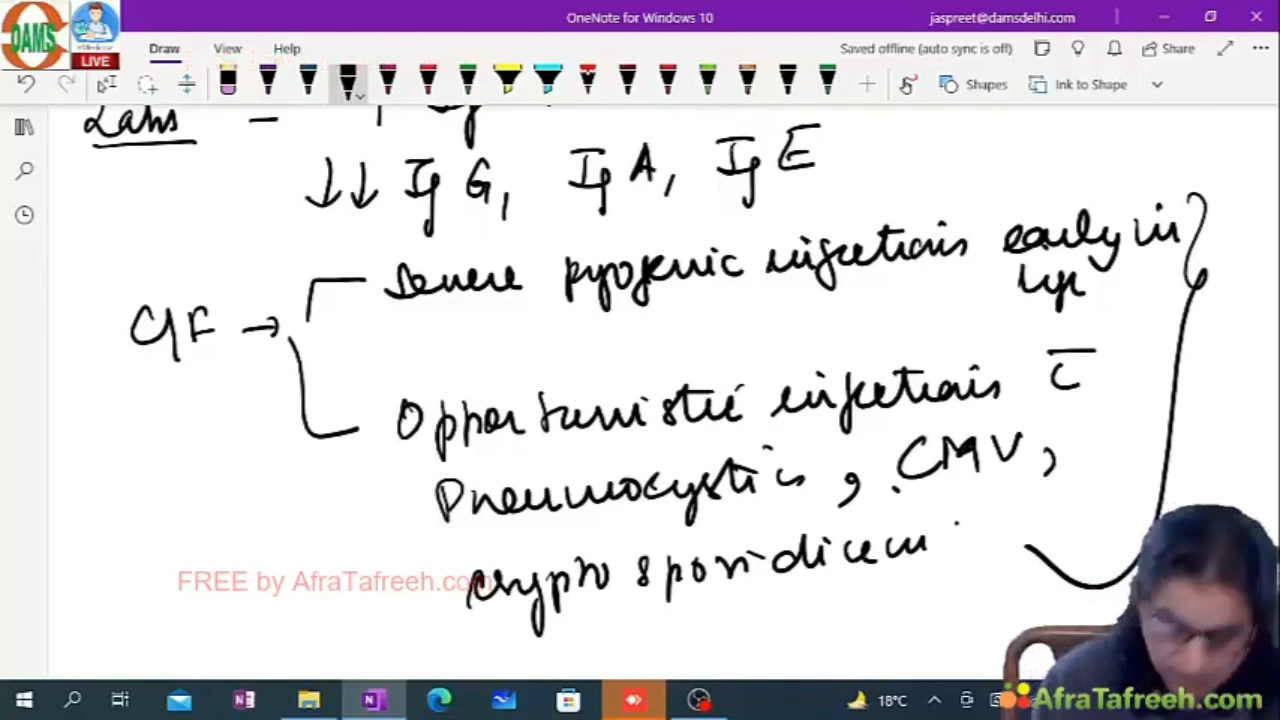 OneNote for Windows 10
jaspreet@damsdelhi.com
DAMS
eMedicoz
LIVE
Draw
View
Help
Saved offline (auto sync is off)
Share
Shapes
Ink to Shape
Labs -
↓↓ Ig G, Ig A, Ig E
Severe pyogenic infections early in
life
C/F →
Opportunistic infections c̄
Pneumocystis, CMV,
cryptosporidium
FREE by AfraTafreeh.com
18°C
AfraTafreeh.com